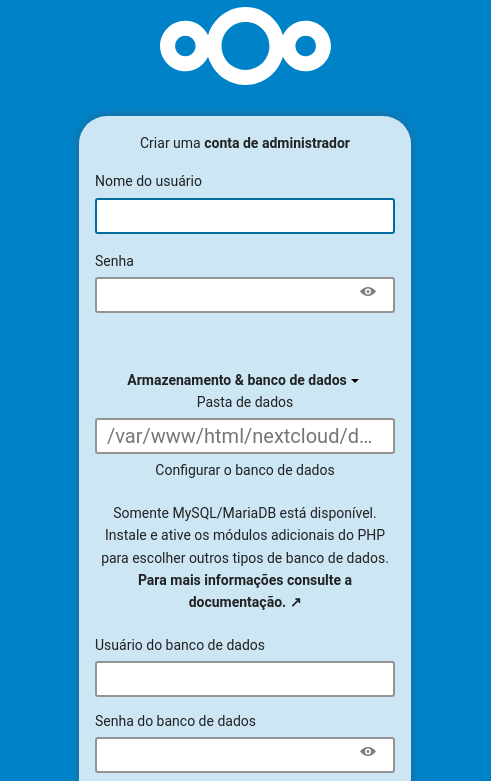 Criar uma conta de administrador
Nome do usuário
Senha
Armazenamento & banco de dados
Pasta de dados
/var/www/html/nextcloud/d...
Configurar o banco de dados
Somente MySQL/MariaDB está disponível.
Instale e ative os módulos adicionais do PHP
para escolher outros tipos de banco de dados.
Para mais informações consulte a
documentação. ↗
Usuário do banco de dados
Senha do banco de dados